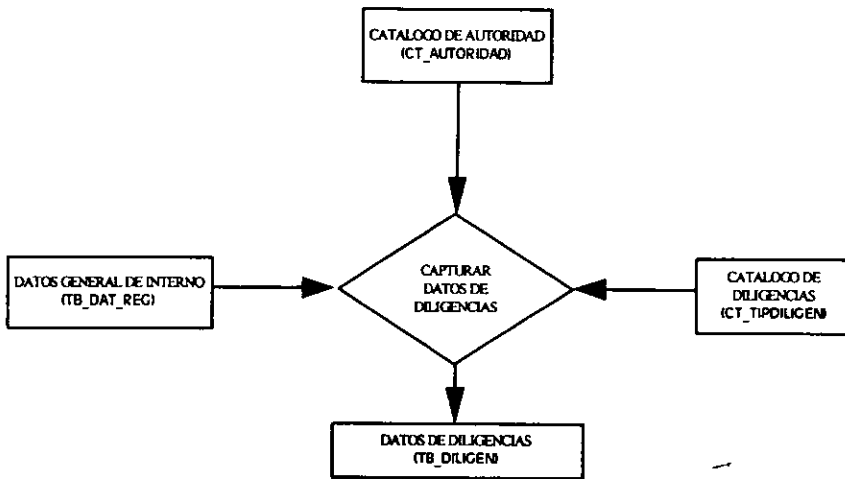 CATALOGO DE AUTORIDAD
(CT_AUTORIDAD)
DATOS GENERAL DE INTERNO
(TB_DAT_REG)
CAPTURAR
DATOS DE
DILIGENCIAS
CATALOGO DE
DILIGENCIAS
(CT_TIPDILIGEN)
DATOS DE DILIGENCIAS
(TB_DILIGEN)